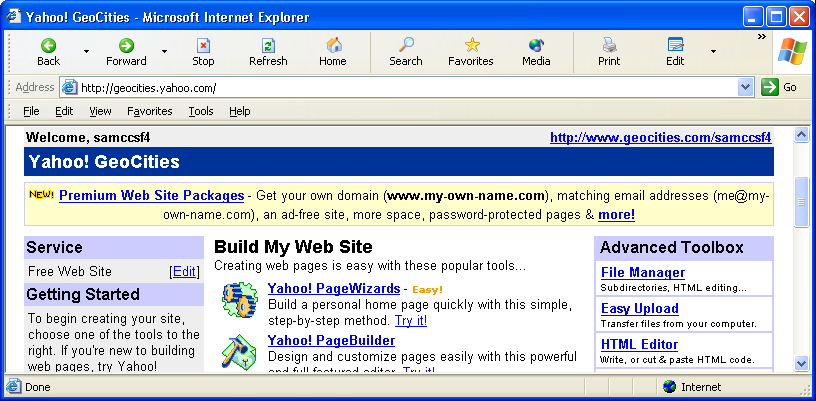 Yahoo! GeoCities - Microsoft Internet Explorer
Back Forward Stop Refresh Home Search Favorites Media Print Edit »
Address http://geocities.yahoo.com/ Go
File Edit View Favorites Tools Help
Welcome, samccsf4 http://www.geocities.com/samccsf4
Yahoo! GeoCities
NEW! Premium Web Site Packages - Get your own domain (www.my-own-name.com), matching email addresses (me@my-
own-name.com), an ad-free site, more space, password-protected pages & more!
Service
Free Web Site [Edit]
Getting Started
To begin creating your site,
choose one of the tools to the
right. If you're new to building
web pages, try Yahoo!
Build My Web Site
Creating web pages is easy with these popular tools...
Yahoo! PageWizards - Easy!
Build a personal home page quickly with this simple,
step-by-step method. Try it!
Yahoo! PageBuilder
Design and customize pages easily with this powerful
and full featured editor. Try it!
Advanced Toolbox
File Manager
Subdirectories, HTML editing...
Easy Upload
Transfer files from your computer.
HTML Editor
Write, or cut & paste HTML code.
Done Internet